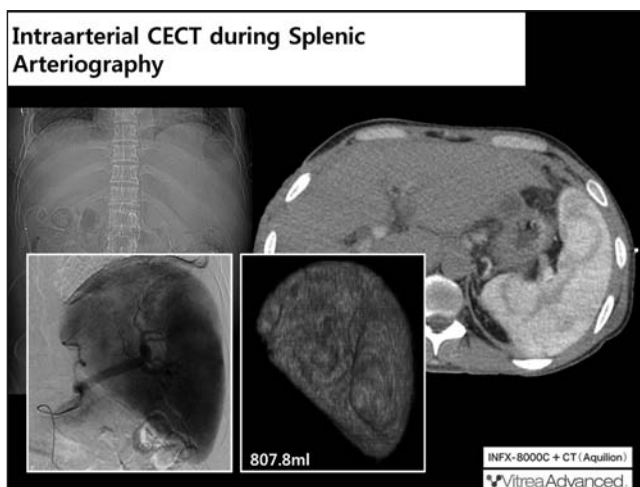 Intraarterial CECT during Splenic
Arteriography
807.8ml
INFX-8000C + CT (Aquilion)
VitreaAdvanced.